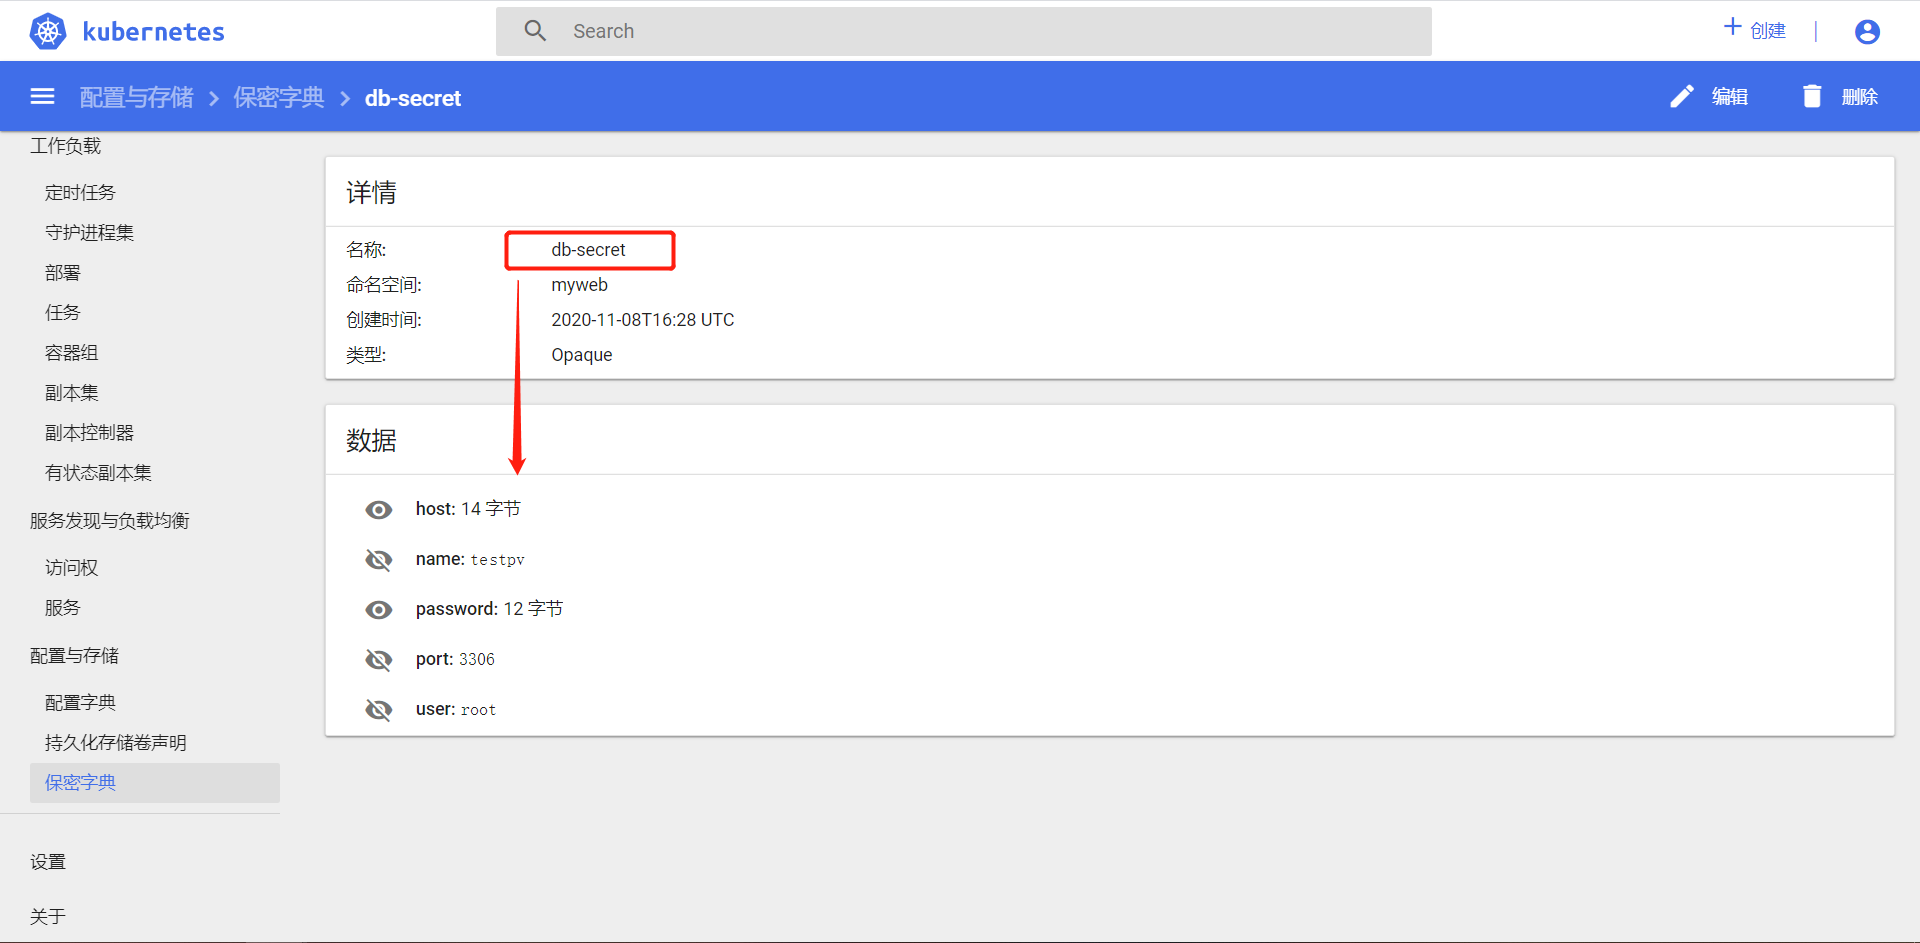 kubernetes
Search
创建
配置与存储
保密字典
db-secret
编辑
删除
工作负载
定时任务
守护进程集
部署
任务
容器组
副本集
副本控制器
有状态副本集
服务发现与负载均衡
访问权
服务
配置与存储
配置字典
持久化存储卷声明
保密字典
设置
关于
详情
名称: db-secret
命名空间: myweb
创建时间: 2020-11-08T16:28 UTC
类型: Opaque
数据
host: 14 字节
name: testpv
password: 12 字节
port: 3306
user: root